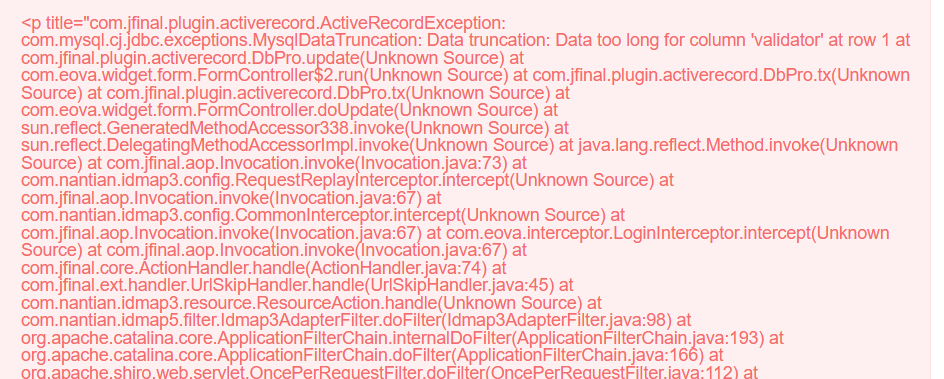 <p title="com.jfinal.plugin.activerecord.ActiveRecordException:
com.mysql.cj.jdbc.exceptions.MysqlDataTruncation: Data truncation: Data too long for column 'validator' at row 1 at
com.jfinal.plugin.activerecord.DbPro.update(Unknown Source) at
com.eova.widget.form.FormController$2.run(Unknown Source) at com.jfinal.plugin.activerecord.DbPro.tx(Unknown
Source) at com.jfinal.plugin.activerecord.DbPro.tx(Unknown Source) at
com.eova.widget.form.FormController.doUpdate(Unknown Source) at
sun.reflect.GeneratedMethodAccessor338.invoke(Unknown Source) at
sun.reflect.DelegatingMethodAccessorImpl.invoke(Unknown Source) at java.lang.reflect.Method.invoke(Unknown
Source) at com.jfinal.aop.Invocation.invoke(Invocation.java:73) at
com.nantian.idmap3.config.RequestReplayInterceptor.intercept(Unknown Source) at
com.jfinal.aop.Invocation.invoke(Invocation.java:67) at
com.nantian.idmap3.config.CommonInterceptor.intercept(Unknown Source) at
com.jfinal.aop.Invocation.invoke(Invocation.java:67) at com.eova.interceptor.LoginInterceptor.intercept(Unknown
Source) at com.jfinal.aop.Invocation.invoke(Invocation.java:67) at
com.jfinal.core.ActionHandler.handle(ActionHandler.java:74) at
com.jfinal.ext.handler.UrlSkipHandler.handle(UrlSkipHandler.java:45) at
com.nantian.idmap3.resource.ResourceAction.handle(Unknown Source) at
com.nantian.idmap5.filter.Idmap3AdapterFilter.doFilter(Idmap3AdapterFilter.java:98) at
org.apache.catalina.core.ApplicationFilterChain.internalDoFilter(ApplicationFilterChain.java:193) at
org.apache.catalina.core.ApplicationFilterChain.doFilter(ApplicationFilterChain.java:166) at
org.apache.shiro.web.servlet.OncePerRequestFilter.doFilter(OncePerRequestFilter.java:112) at